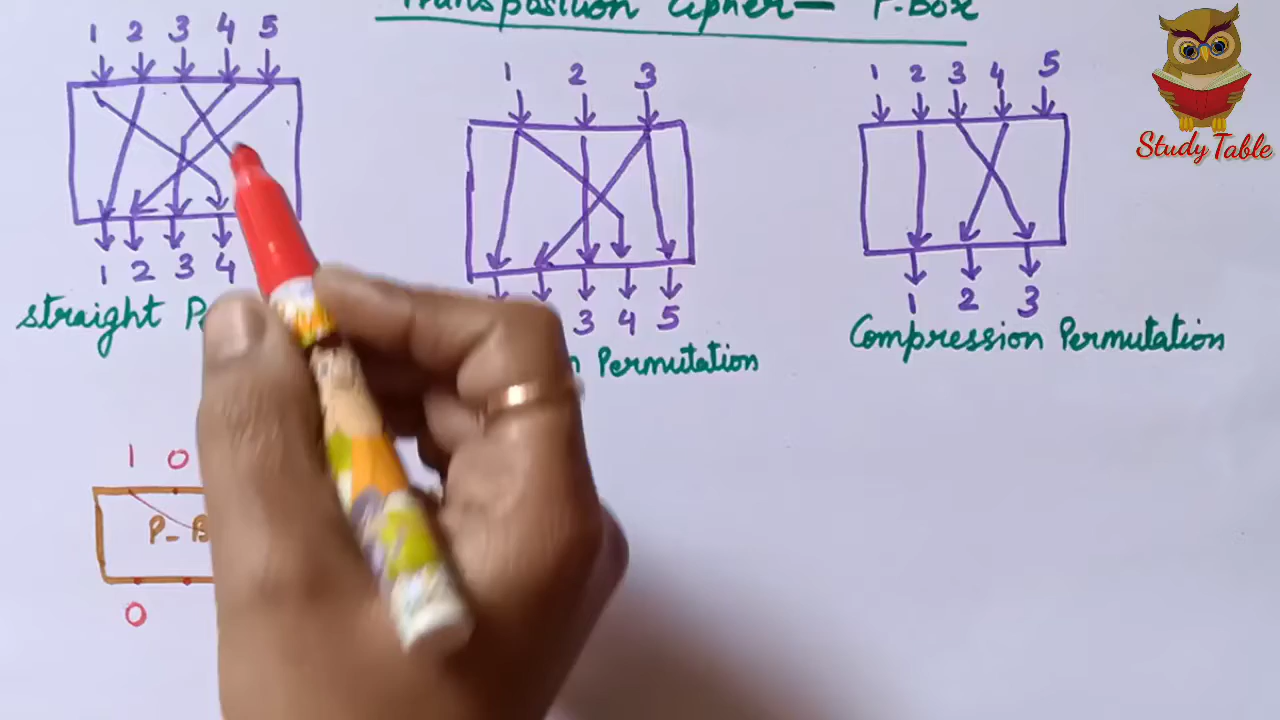 Transposition Cipher— P-Box
1 2 3 4 5
1 2 3 4
straight
1 2 3
3 4 5
Permutation
1 2 3 4 5
1 2 3
Compression Permutation
1 0
P-
0
Study Table